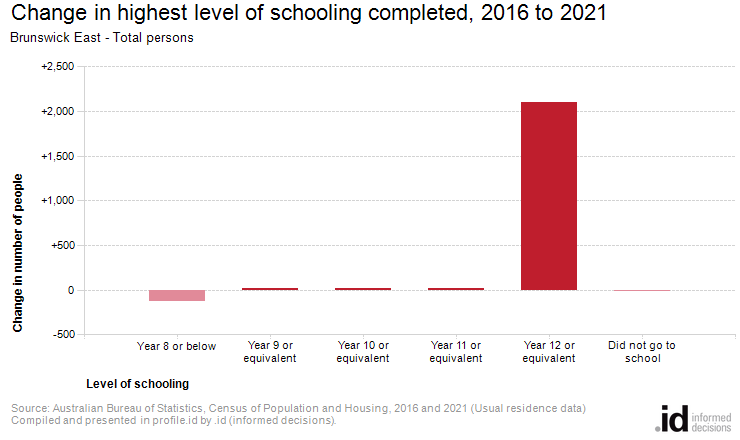 Change in highest level of schooling completed, 2016 to 2021
Brunswick East - Total persons
+2,500
+2,000
+1,500
+1,000
+500
0
-500
Change in number of people
Year 8 or below
Year 9 or
equivalent
Year 10 or
equivalent
Year 11 or
equivalent
Year 12 or
equivalent
Did not go to
school
Level of schooling
Source: Australian Bureau of Statistics, Census of Population and Housing, 2016 and 2021 (Usual residence data)
Compiled and presented in profile.id by .id (informed decisions).
.id informed
decisions